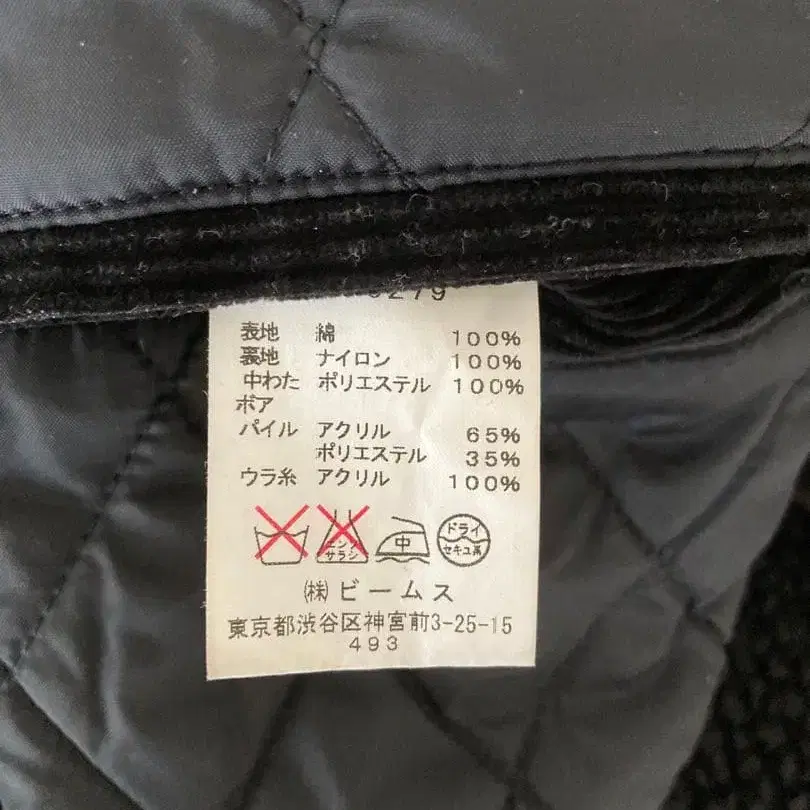 表地 綿 100%
裏地 ナイロン 100%
中わた ポリエステル 100%
ボア
パイル アクリル 65%
ポリエステル 35%
ウラ糸 アクリル 100%
エンソ
サラシ
中
ドライ
セキユ系
㈱ビームス
東京都渋谷区神宮前3-25-15
493